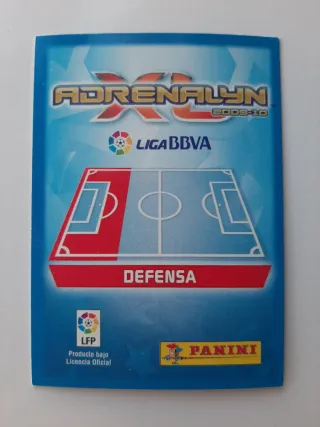 ADRENALYN
XL
2009-10
LIGA BBVA
DEFENSA
LFP
Producto bajo
Licencia Oficial
PANINI